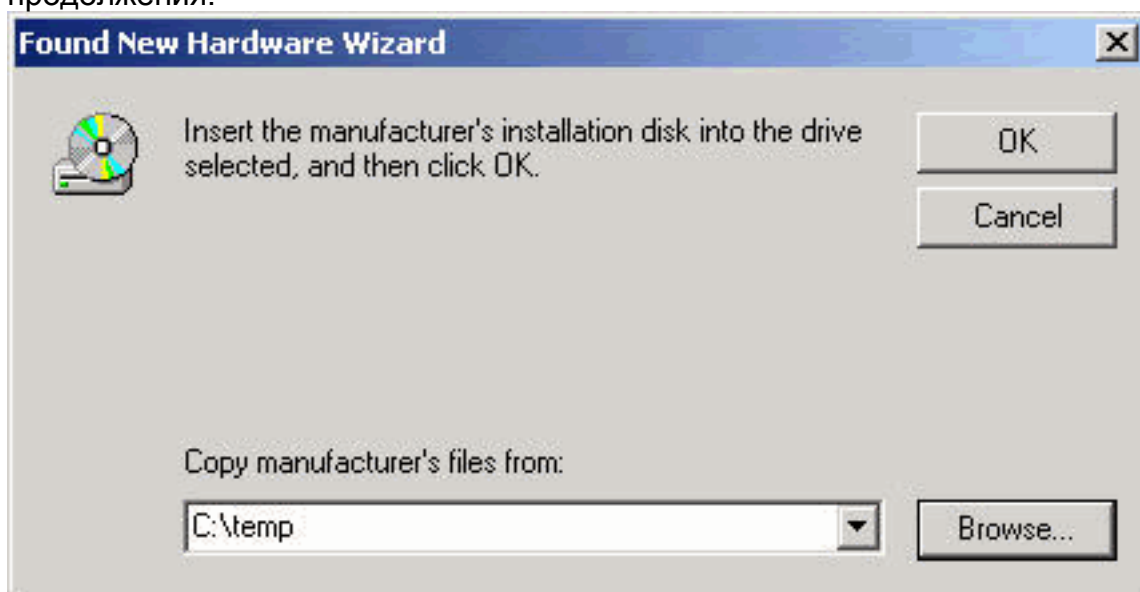 продолжения.
Found New Hardware Wizard
Insert the manufacturer's installation disk into the drive
selected, and then click OK.
OK
Cancel
Copy manufacturer's files from:
C:\temp
Browse...